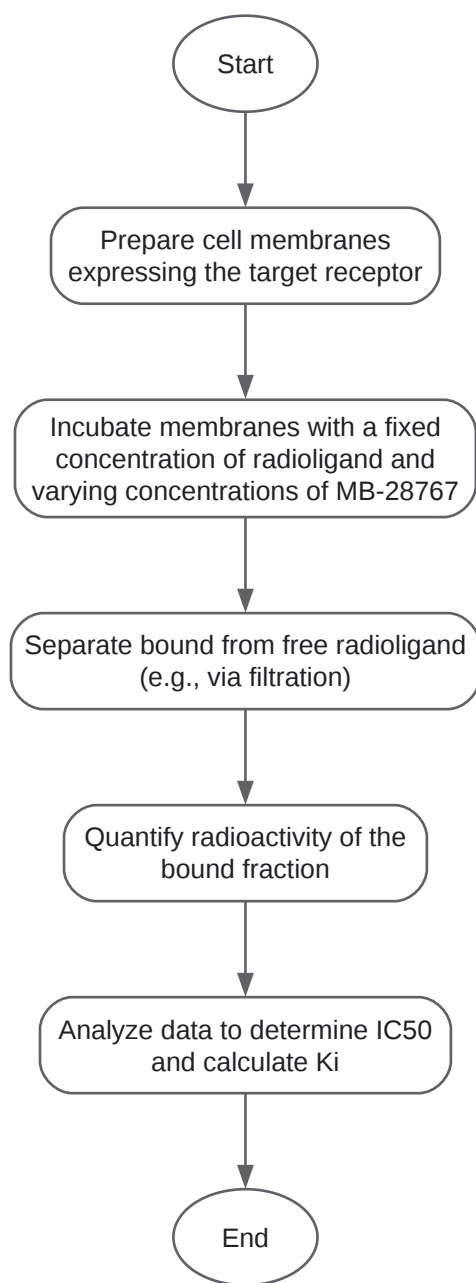 Start
Prepare cell membranes
expressing the target receptor
Incubate membranes with a fixed
concentration of radioligand and
varying concentrations of MB-28767
Separate bound from free radioligand
(e.g., via filtration)
Quantify radioactivity of the
bound fraction
Analyze data to determine IC50
and calculate Ki
End